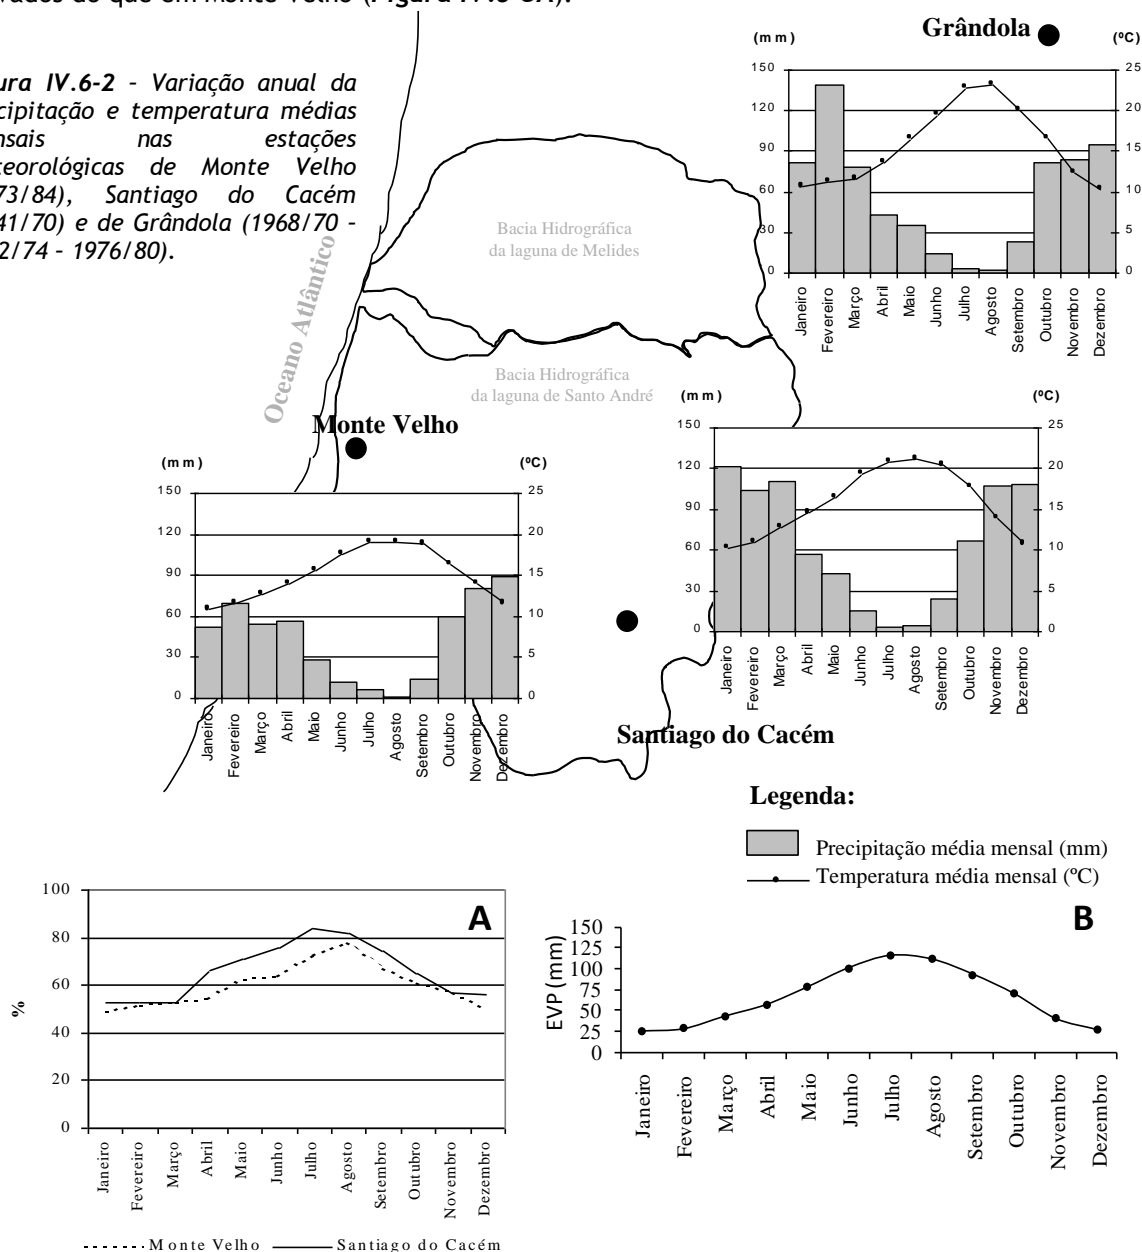 do que em Monte Velho (
IV.6-2 - Variação anual da
e temperatura médias
nas estações
de Monte Velho
73/84), Santiago do Cacém
41/70) e de Grândola (1968/70 -
2/74 - 1976/80).
Grândola
(mm)
(ºC)
150
120
90
60
30
0
25
20
15
10
5
0
Janeiro
Fevereiro
Março
Abril
Maio
Junho
Julho
Agosto
Setembro
Outubro
Novembro
Dezembro
Bacia Hidrográfica
da laguna de Melides
Oceano Atlântico
Bacia Hidrográfica
da laguna de Santo André
Monte Velho
(mm)
(ºC)
150
120
90
60
30
0
25
20
15
10
5
0
Janeiro
Fevereiro
Março
Abril
Maio
Junho
Julho
Agosto
Setembro
Outubro
Novembro
Dezembro
(mm)
(ºC)
150
120
90
60
30
0
25
20
15
10
5
0
Janeiro
Fevereiro
Março
Abril
Maio
Junho
Julho
Agosto
Setembro
Outubro
Novembro
Dezembro
Santiago do Cacém
Legenda:
Precipitação média mensal (mm)
Temperatura média mensal (ºC)
A
%
100
80
60
40
20
0
Janeiro
Fevereiro
Março
Abril
Maio
Junho
Julho
Agosto
Setembro
Outubro
Novembro
Dezembro
Monte Velho
Santiago do Cacém
B
EVP (mm)
150
125
100
75
50
25
0
Janeiro
Fevereiro
Março
Abril
Maio
Junho
Julho
Agosto
Setembro
Outubro
Novembro
Dezembro